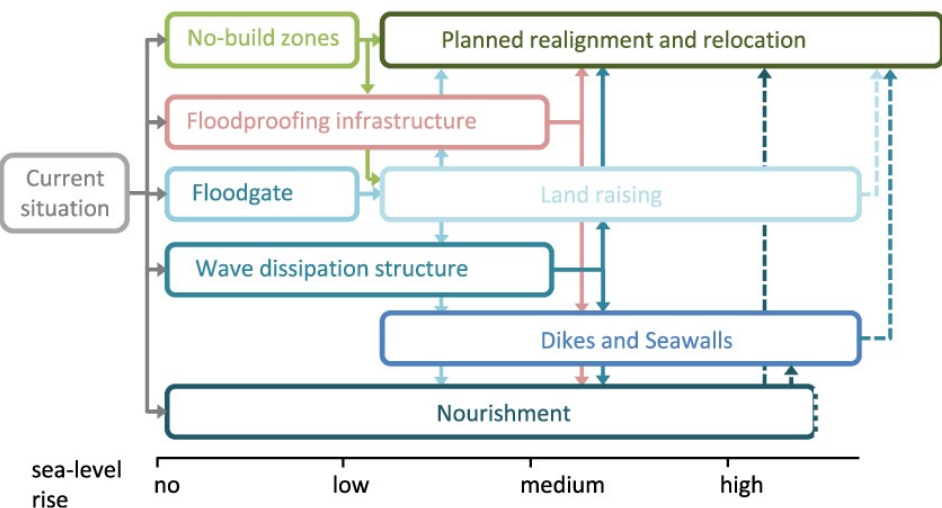 No-build zones
Planned realignment and relocation
Floodproofing infrastructure
Current
situation
Floodgate
Land raising
Wave dissipation structure
Dikes and Seawalls
Nourishment
sea-level
rise
no
low
medium
high